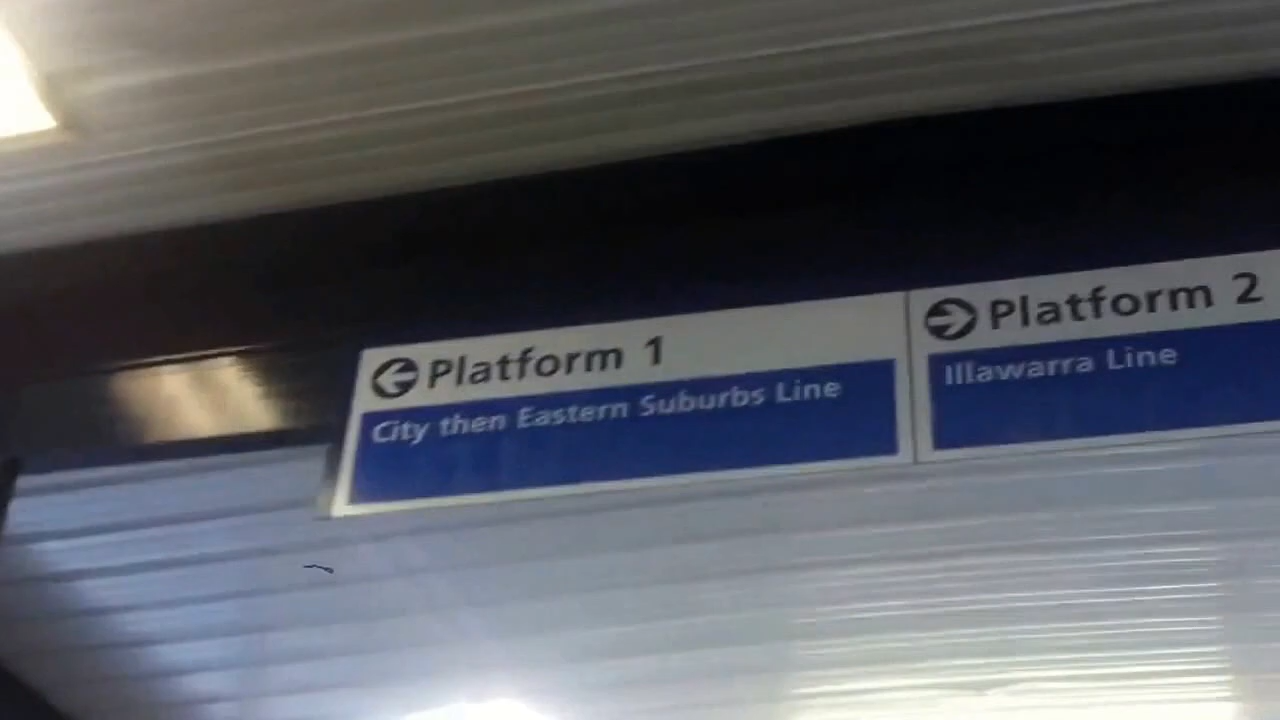 Platform 1
City then Eastern Suburbs Line
Platform 2
Illawarra Line